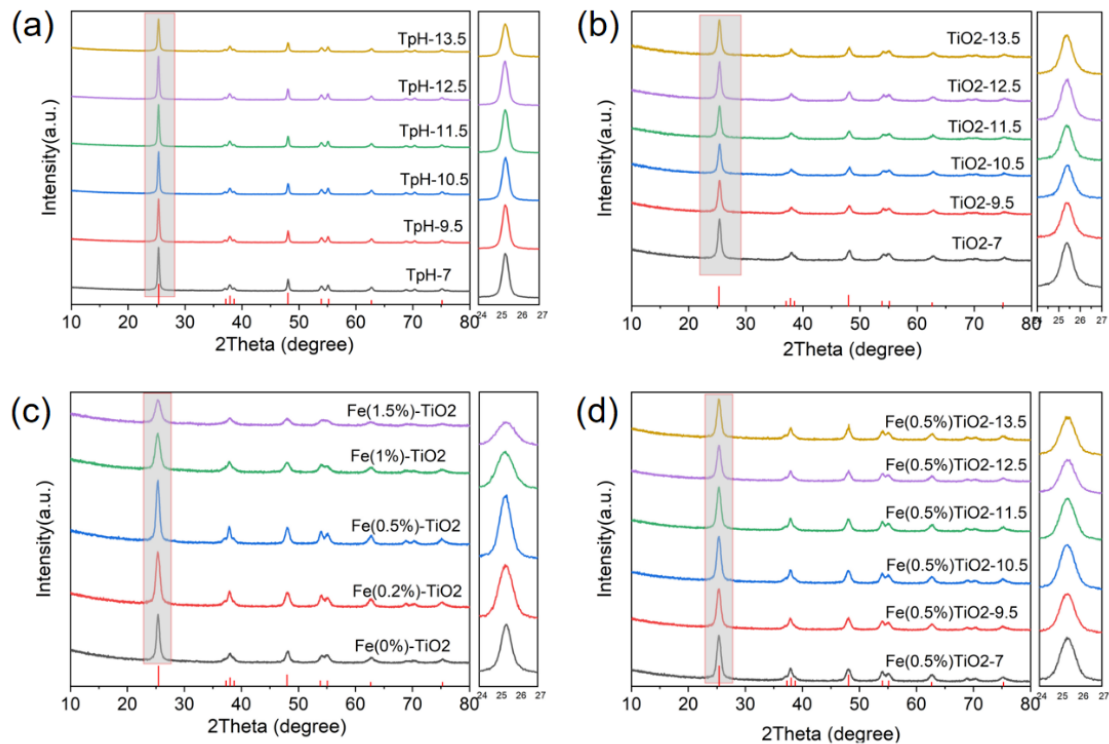 (a)
TpH-13.5
TpH-12.5
TpH-11.5
TpH-10.5
TpH-9.5
TpH-7
Intensity(a.u.)
10 20 30 40 50 60 70 80
24 25 26 27
2Theta (degree)
(b)
TiO2-13.5
TiO2-12.5
TiO2-11.5
TiO2-10.5
TiO2-9.5
TiO2-7
Intensity(a.u.)
10 20 30 40 50 60 70 80
24 25 26 27
2Theta (degree)
(c)
Fe(1.5%)-TiO2
Fe(1%)-TiO2
Fe(0.5%)-TiO2
Fe(0.2%)-TiO2
Fe(0%)-TiO2
Intensity(a.u.)
10 20 30 40 50 60 70 80
24 25 26 27
2Theta (degree)
(d)
Fe(0.5%)TiO2-13.5
Fe(0.5%)TiO2-12.5
Fe(0.5%)TiO2-11.5
Fe(0.5%)TiO2-10.5
Fe(0.5%)TiO2-9.5
Fe(0.5%)TiO2-7
Intensity(a.u.)
10 20 30 40 50 60 70 80
24 25 26 27
2Theta (degree)